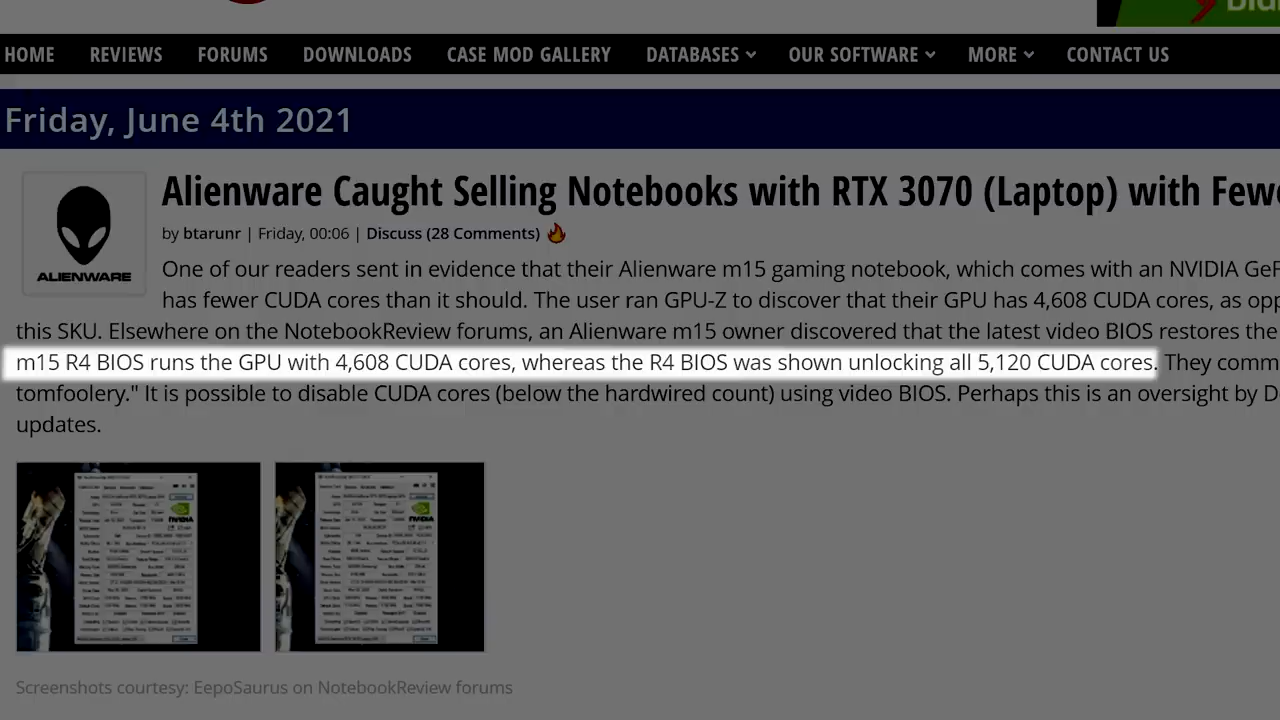 HOME REVIEWS FORUMS DOWNLOADS CASE MOD GALLERY DATABASES OUR SOFTWARE MORE CONTACT US
Friday, June 4th 2021
Alienware Caught Selling Notebooks with RTX 3070 (Laptop) with Few
by btarunr | Friday, 00:06 | Discuss (28 Comments)
ALIENWARE
One of our readers sent in evidence that their Alienware m15 gaming notebook, which comes with an NVIDIA GeF
has fewer CUDA cores than it should. The user ran GPU-Z to discover that their GPU has 4,608 CUDA cores, as opp
this SKU. Elsewhere on the NotebookReview forums, an Alienware m15 owner discovered that the latest video BIOS restores the
m15 R4 BIOS runs the GPU with 4,608 CUDA cores, whereas the R4 BIOS was shown unlocking all 5,120 CUDA cores. They comm
tomfoolery." It is possible to disable CUDA cores (below the hardwired count) using video BIOS. Perhaps this is an oversight by D
updates.
NVIDIA
NVIDIA
Screenshots courtesy: EepoSaurus on NotebookReview forums